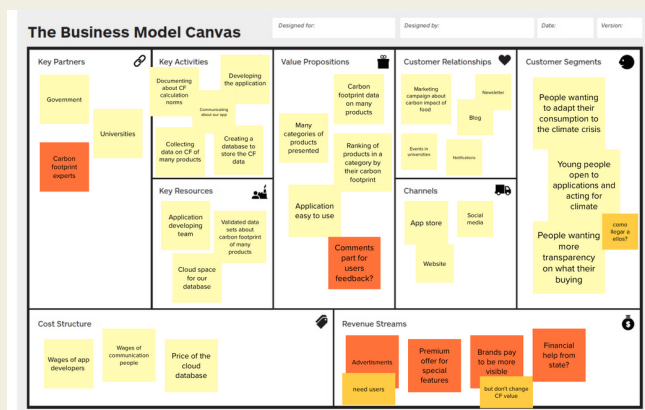 The Business Model Canvas
Designed for:
Designed by:
Date:
Version:
Key Partners
Government
Universities
Carbon
footprint
experts
Key Activities
Documenting
about CF
calculation
norms
Developing
the application
Communicating
about our app
Collecting
data on CF of
many products
Creating a
database to
store the CF
data
Key Resources
Application
developing
team
Validated data
sets about
carbon footprint
of many
products
Cloud space
for our
database
Value Propositions
Carbon
footprint data
on many
products
Many
categories of
products
presented
Ranking of
products in a
category by
their carbon
footprint
Application
easy to use
Comments
part for
users
feedback?
Customer Relationships
Marketing
campaign about
carbon impact of
food
Newsletter
Blog
Events in
universities
Notifications
Channels
App store
Social
media
Website
Customer Segments
People wanting
to adapt their
consumption to
the climate crisis
Young people
open to
applications and
acting for
climate
People wanting
more
transparency
on what their
buying
como
llegar a
ellos?
Cost Structure
Wages of app
developers
Wages of
communication
people
Price of the
cloud
database
Revenue Streams
Advertisments
need users
Premium
offer for
special
features
Brands pay
to be more
visible
but don't change
CF value
Financial
help from
state?